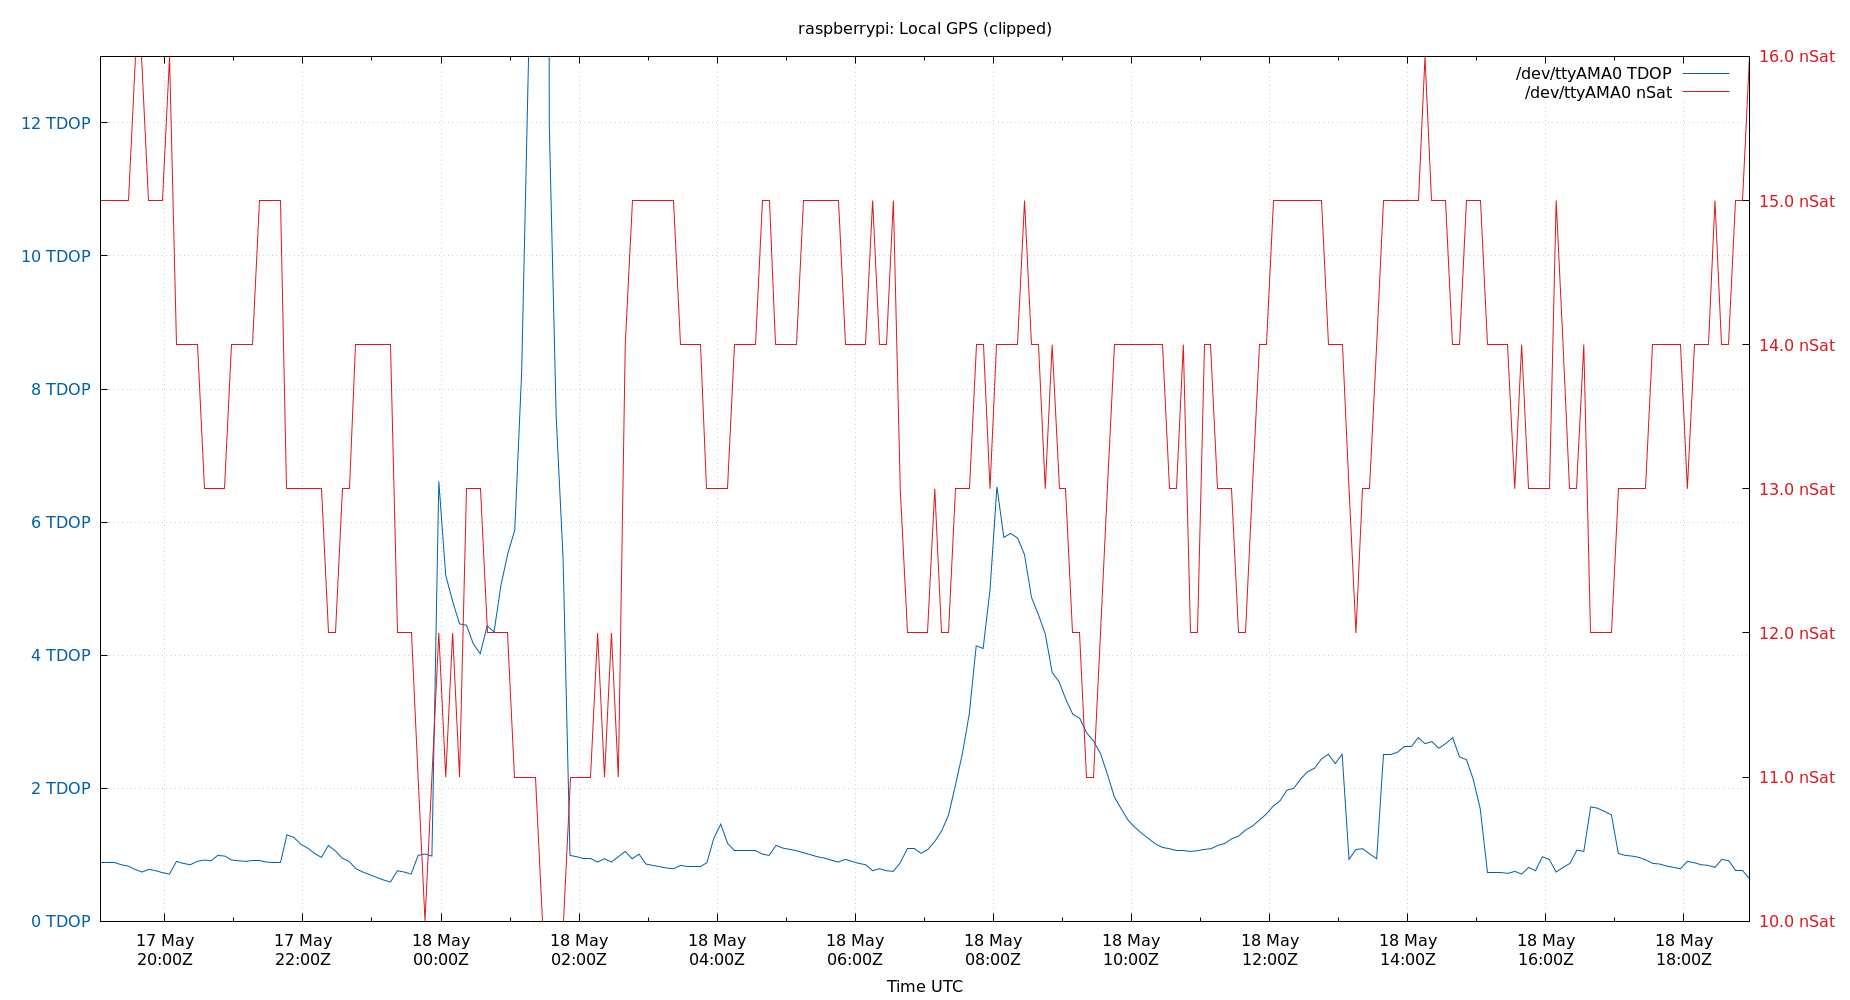 raspberrypi: Local GPS (clipped)
/dev/ttyAMA0 TDOP
/dev/ttyAMA0 nSat
12 TDOP
10 TDOP
8 TDOP
6 TDOP
4 TDOP
2 TDOP
0 TDOP
16.0 nSat
15.0 nSat
14.0 nSat
13.0 nSat
12.0 nSat
11.0 nSat
10.0 nSat
17 May
20:00Z
17 May
22:00Z
18 May
00:00Z
18 May
02:00Z
18 May
04:00Z
18 May
06:00Z
18 May
08:00Z
18 May
10:00Z
18 May
12:00Z
18 May
14:00Z
18 May
16:00Z
18 May
18:00Z
Time UTC